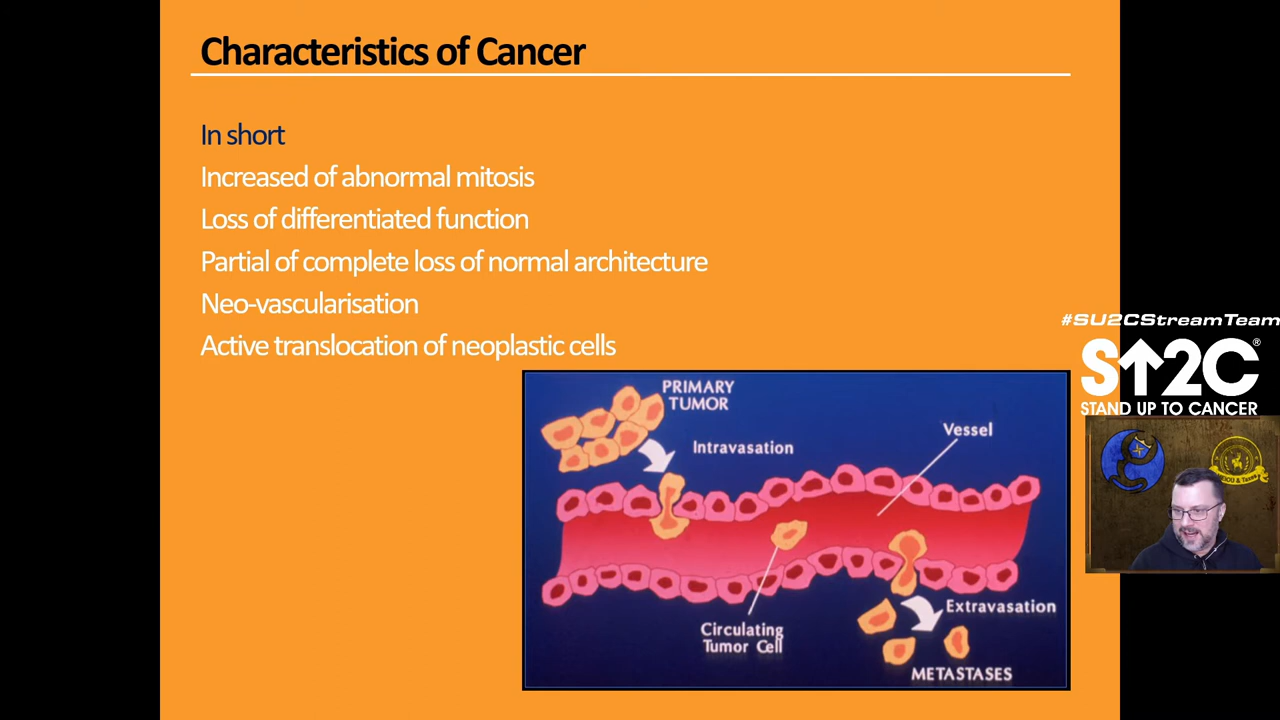 Characteristics of Cancer
In short
Increased of abnormal mitosis
Loss of differentiated function
Partial of complete loss of normal architecture
Neo-vascularisation
Active translocation of neoplastic cells
#SU2CStreamTeam
S↑2C®
STAND UP TO CANCER
PRIMARY
TUMOR
Intravasation
Vessel
Circulating
Tumor Cell
Extravasation
METASTASES